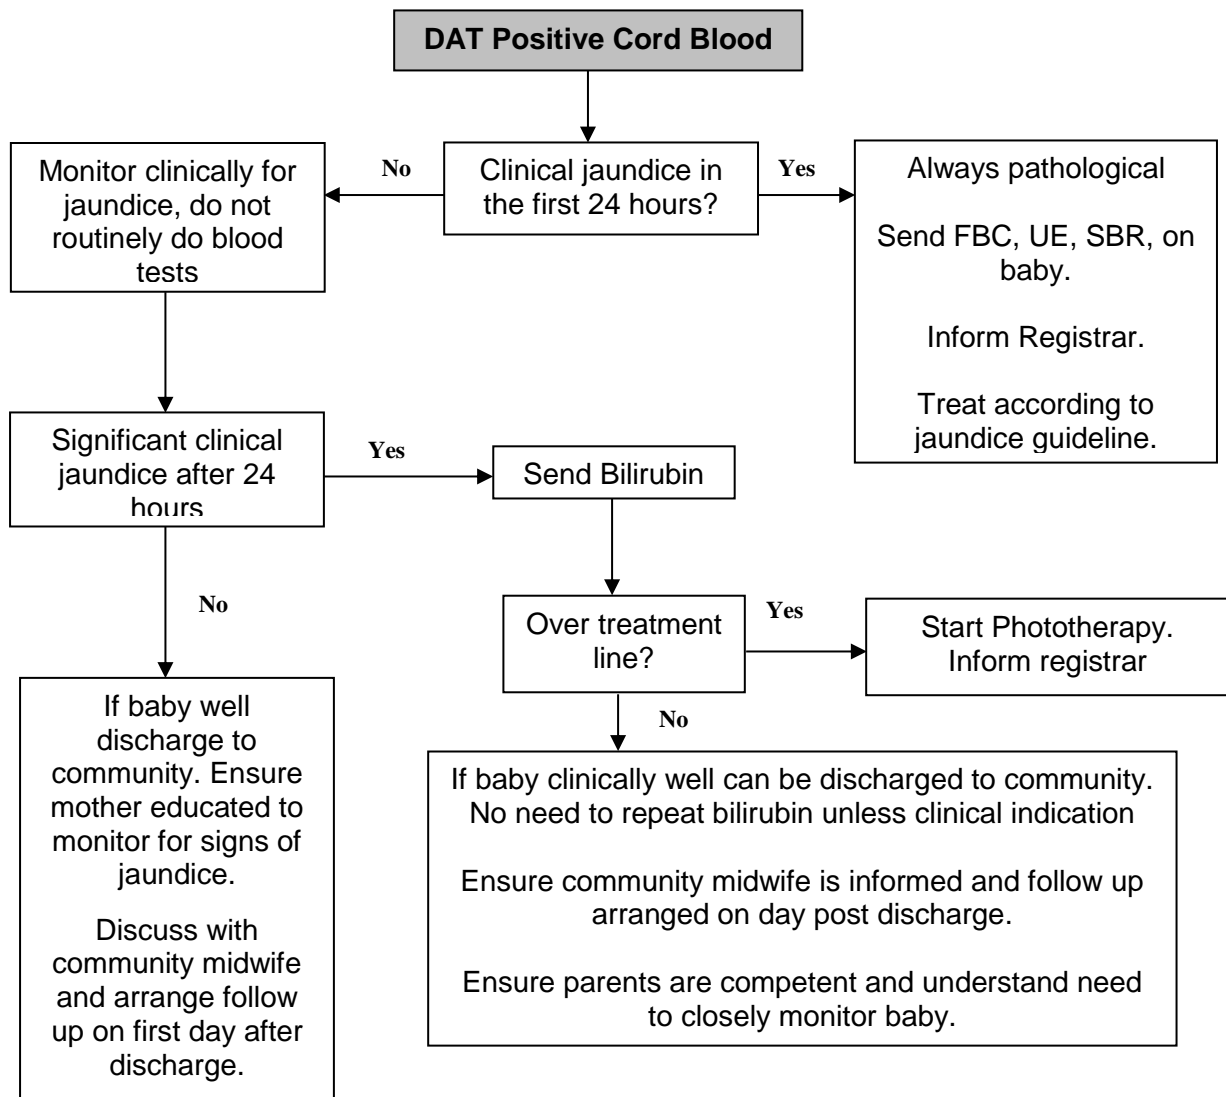 DAT Positive Cord Blood
No
Clinical jaundice in
the first 24 hours?
Yes
Monitor clinically for
jaundice, do not
routinely do blood
tests
Always pathological
Send FBC, UE, SBR, on
baby.
Inform Registrar.
Treat according to
jaundice guideline.
Significant clinical
jaundice after 24
hours
Yes
Send Bilirubin
No
Over treatment
line?
Yes
Start Phototherapy.
Inform registrar
No
If baby well
discharge to
community. Ensure
mother educated to
monitor for signs of
jaundice.
Discuss with
community midwife
and arrange follow
up on first day after
discharge.
If baby clinically well can be discharged to community.
No need to repeat bilirubin unless clinical indication
Ensure community midwife is informed and follow up
arranged on day post discharge.
Ensure parents are competent and understand need
to closely monitor baby.